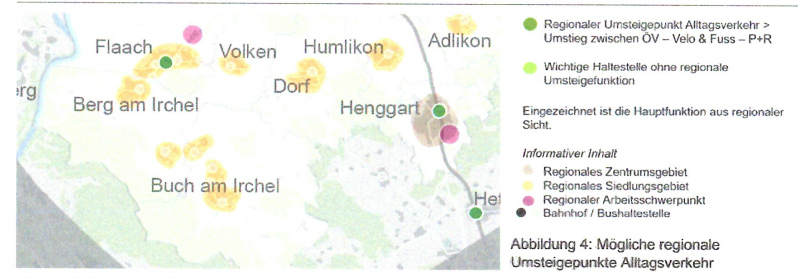 Flaach
Volken
Humlikon
Adlikon
Dorf
Berg am Irchel
Henggart
Buch am Irchel
Regionaler Umsteigepunkt Alltagsverkehr >
Umstieg zwischen ÖV – Velo & Fuss – P+R
Wichtige Haltestelle ohne regionale
Umsteigefunktion
Eingezeichnet ist die Hauptfunktion aus regionaler
Sicht.
Informativer Inhalt
Regionales Zentrumsgebiet
Regionales Siedlungsgebiet
Regionaler Arbeitsschwerpunkt
Bahnhof / Bushaltestelle
Abbildung 4: Mögliche regionale
Umsteigepunkte Alltagsverkehr